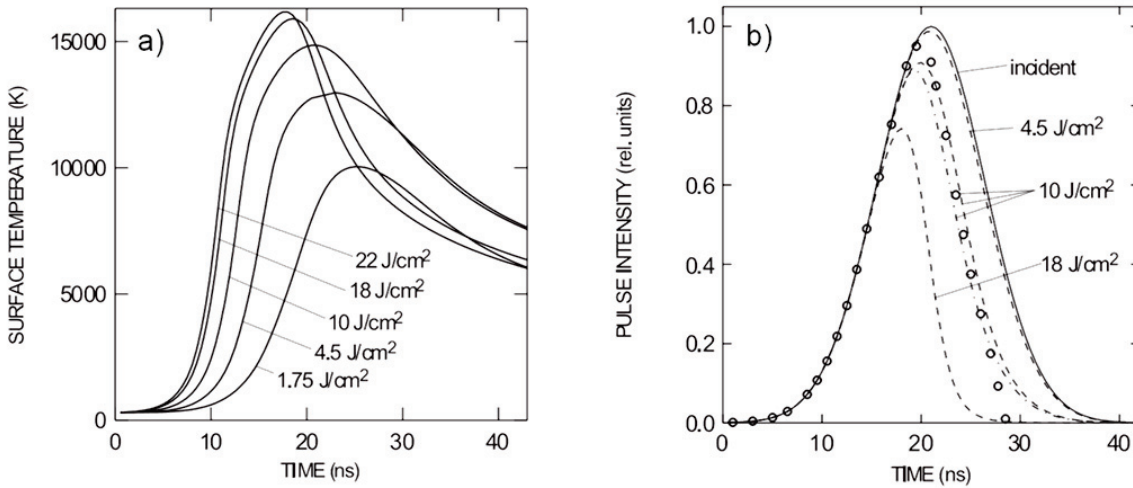 a)
SURFACE TEMPERATURE (K)
15000
10000
5000
0
22 J/cm²
18 J/cm²
10 J/cm²
4.5 J/cm²
1.75 J/cm²
0 10 20 30 40
TIME (ns)
b)
PULSE INTENSITY (rel. units)
1.0
0.8
0.6
0.4
0.2
0.0
incident
4.5 J/cm²
10 J/cm²
18 J/cm²
0 10 20 30 40
TIME (ns)